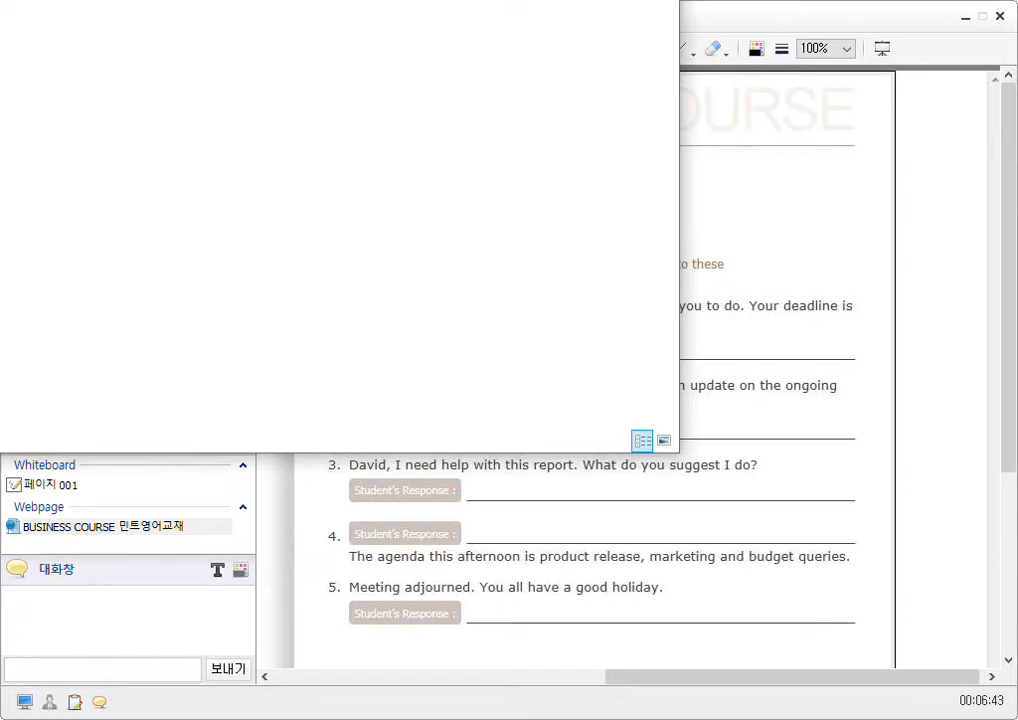 100%
OURSE
to these
you to do. Your deadline is
update on the ongoing
Whiteboard
페이지 001
Webpage
BUSINESS COURSE 민트영어교재
대화창
보내기
3. David, I need help with this report. What do you suggest I do?
Student's Response :
4. Student's Response :
The agenda this afternoon is product release, marketing and budget queries.
5. Meeting adjourned. You all have a good holiday.
Student's Response :
00:06:43